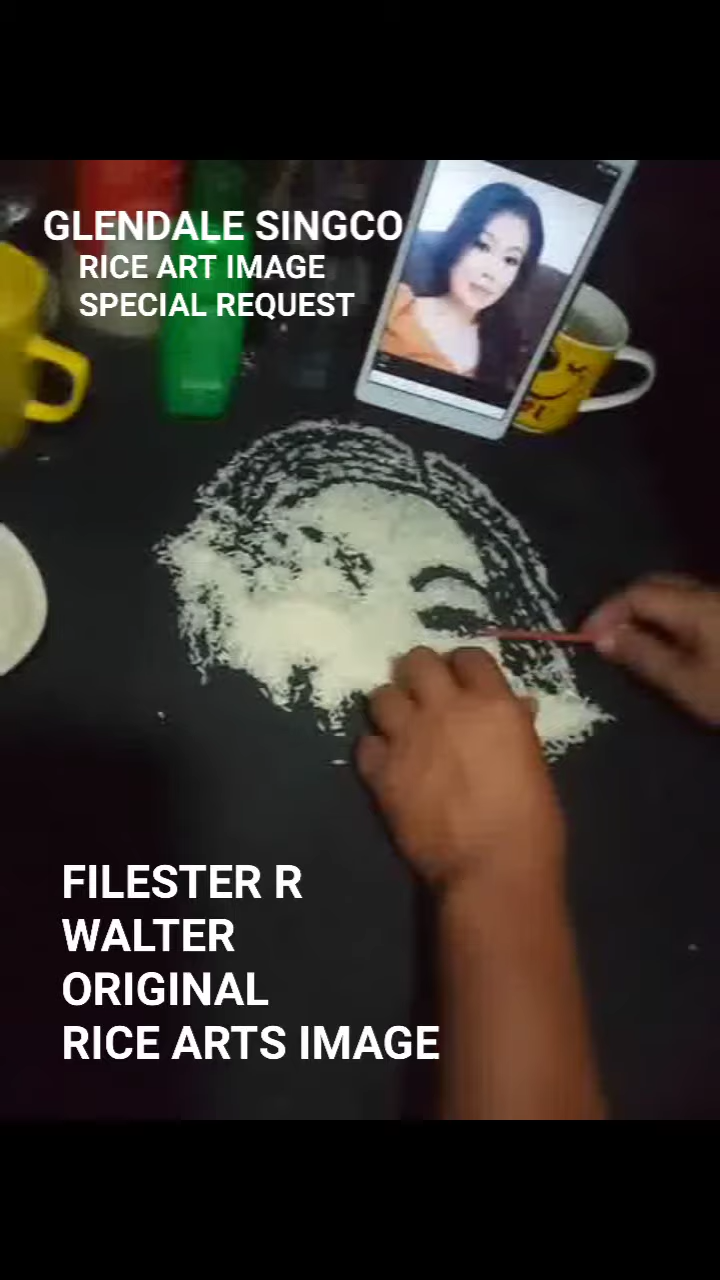 GLENDALE SINGCO
RICE ART IMAGE
SPECIAL REQUEST
FILESTER R
WALTER
ORIGINAL
RICE ARTS IMAGE